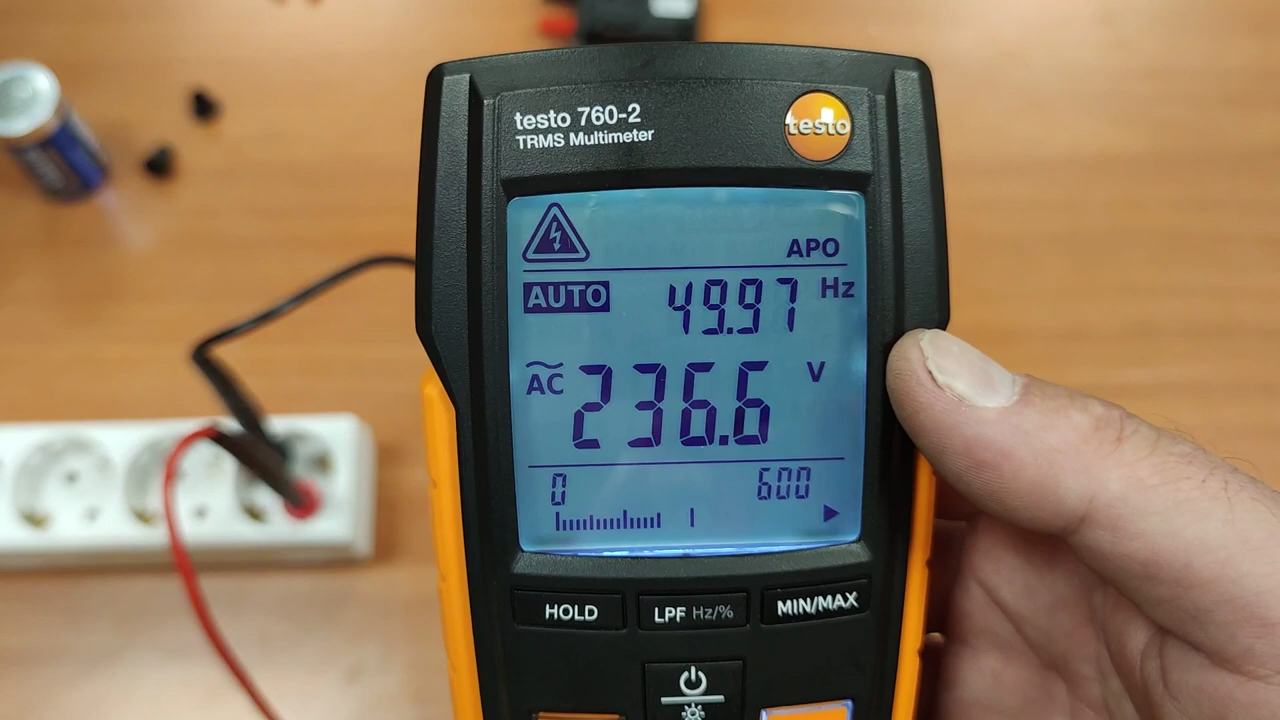 testo 760-2
TRMS Multimeter
testo
APO
AUTO 49.97 Hz
AC 236.6 V
0 600
HOLD
LPF Hz/%
MIN/MAX